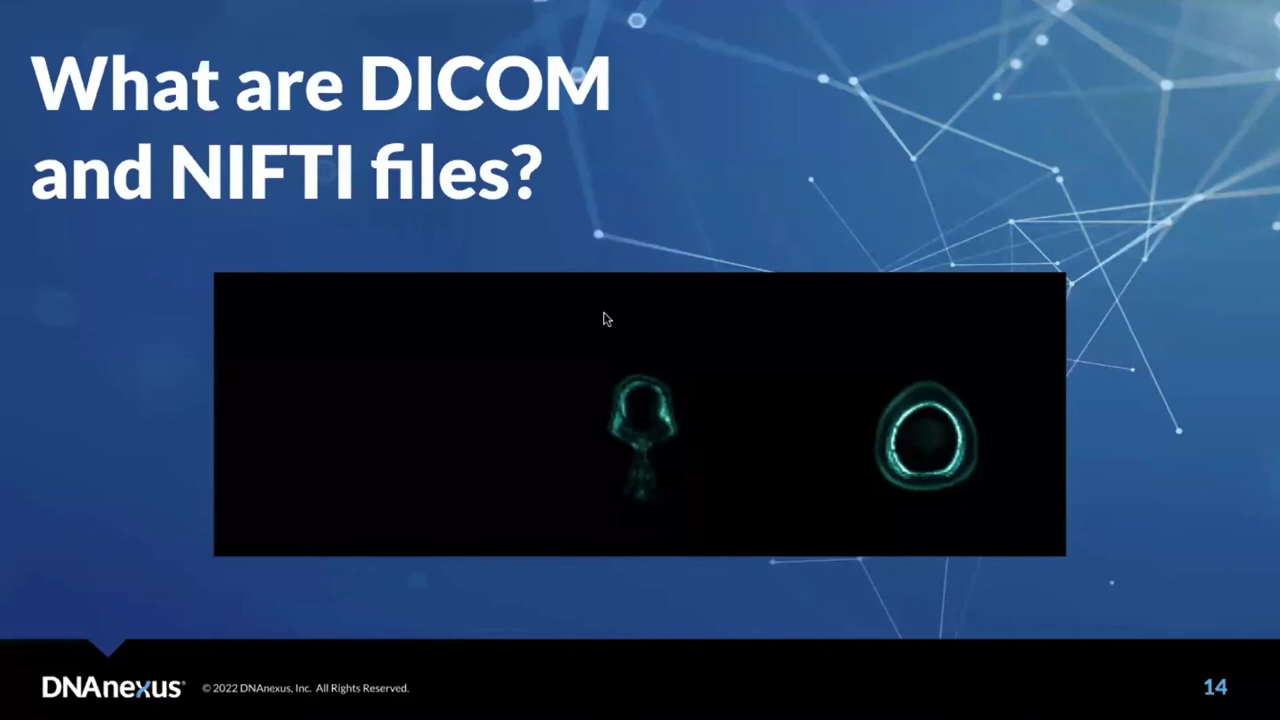 What are DICOM
and NIFTI files?
DNAnexus® © 2022 DNAnexus, Inc. All Rights Reserved.
14